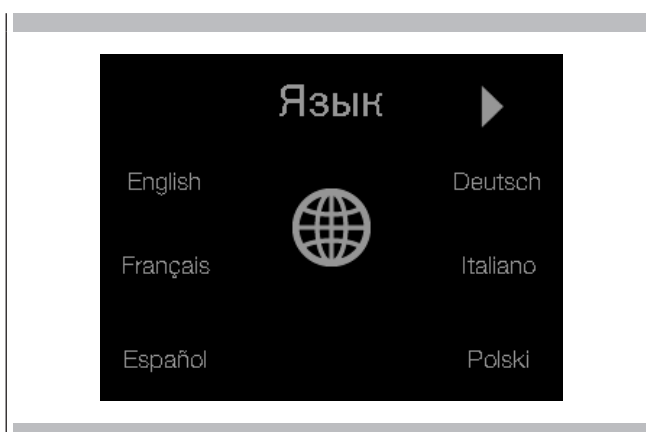 Язык
English Deutsch
Français Italiano
Español Polski